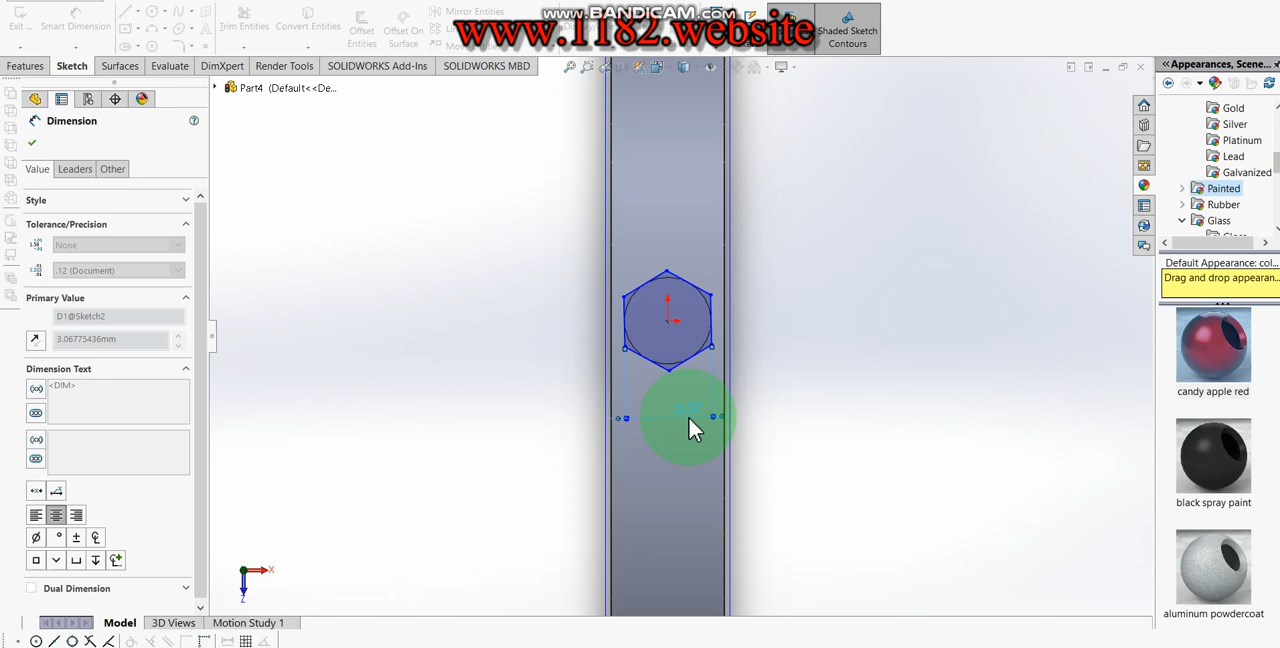 www.BANDICAM.com
www.1182.website
Exit ...
Smart Dimension
Trim Entities
Convert Entities
Offset Entities
Offset On Surface
Mirror Entities
Shaded Sketch Contours
Features
Sketch
Surfaces
Evaluate
DimXpert
Render Tools
SOLIDWORKS Add-Ins
SOLIDWORKS MBD
Part4 (Default<<De...
Appearances, Scene...
Dimension
Value
Leaders
Other
Style
Tolerance/Precision
None
.12 (Document)
Primary Value
D1@Sketch2
3.06775436mm
Dimension Text
<DIM>
Dual Dimension
X
Z
Gold
Silver
Platinum
Lead
Galvanized
Painted
Rubber
Glass
Default Appearance: col...
Drag and drop appearan...
candy apple red
black spray paint
aluminum powdercoat
Model
3D Views
Motion Study 1